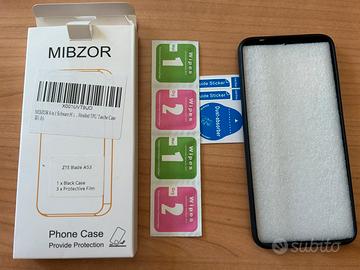 MIBZOR
X001UVT8UD
ZTE Blade A53
1 x Black Case
3 x Protective Film
Phone Case
Provide Protection
1
Wipes
2
Wipes
1
Wipes
2
Wipes
Dust-absorber
subito